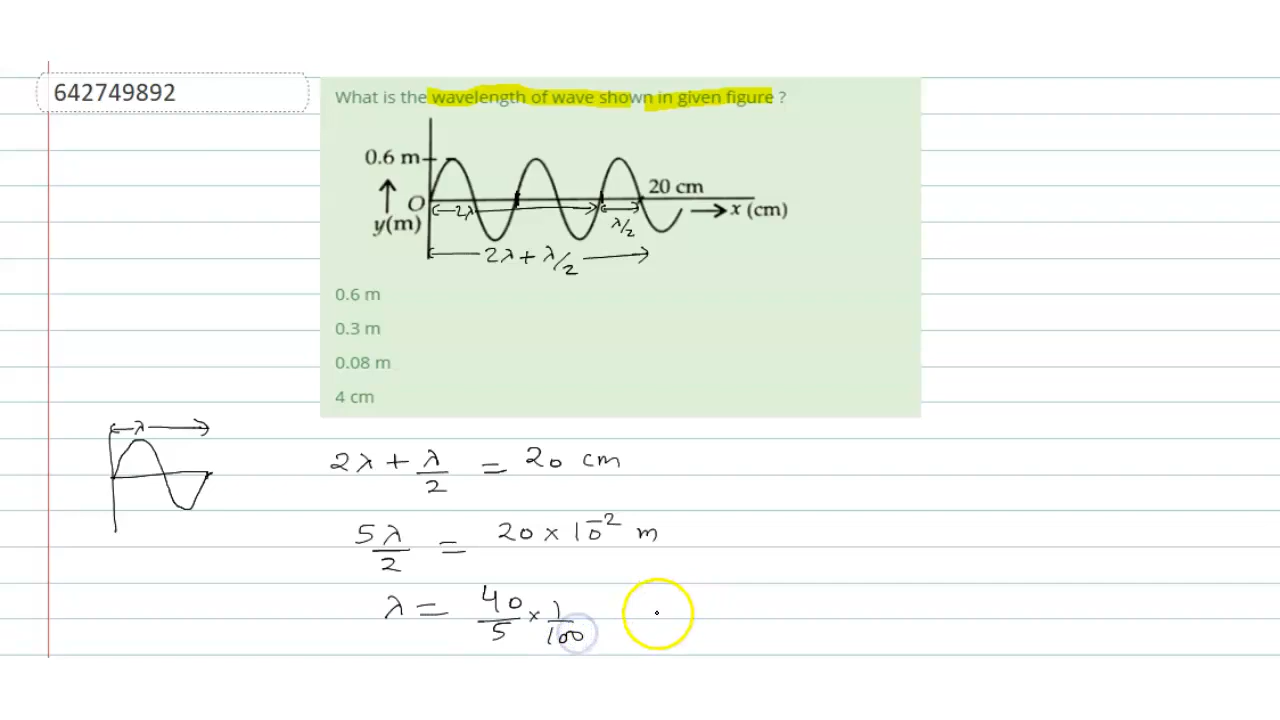 642749892
What is the wavelength of wave shown in given figure ?
0.6 m
20 cm
O
x (cm)
y(m)
2λ
λ/2
2λ + λ/2
0.6 m
0.3 m
0.08 m
4 cm
λ
2λ + λ/2 = 20 cm
5λ/2 = 20 × 10⁻² m
λ = 40/5 × 1/100